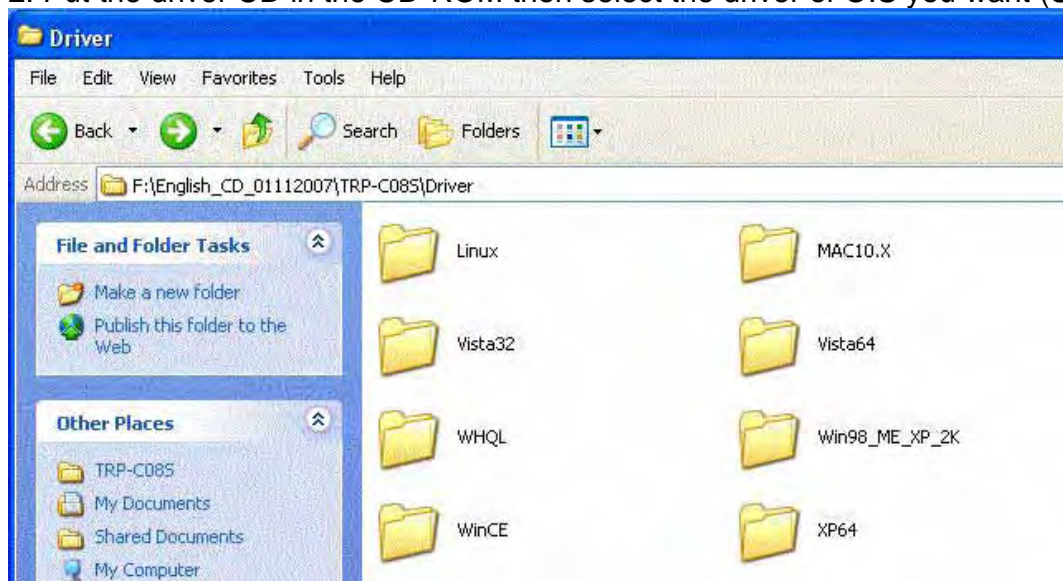 2. Put the driver CD in the CD-ROM then select the driver of O.S you want
Driver
File Edit View Favorites Tools Help
Back Search Folders
Address F:\English_CD_01112007\TRP-C08S\Driver
File and Folder Tasks
Make a new folder
Publish this folder to the
Web
Other Places
TRP-C08S
My Documents
Shared Documents
My Computer
Linux MAC10.X
Vista32 Vista64
WHQL Win98_ME_XP_2K
WinCE XP64